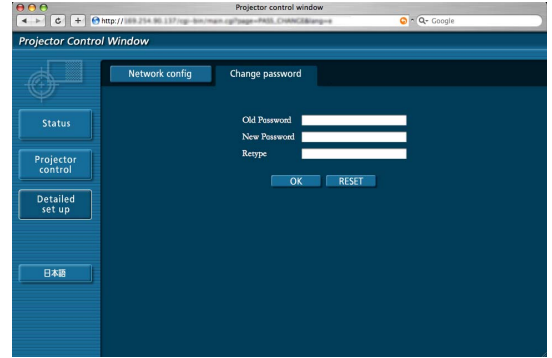 Projector control window
http://
Google
Projector Control Window
Network config
Change password
Status
Projector
control
Detailed
set up
日本語
Old Password
New Password
Retype
OK
RESET